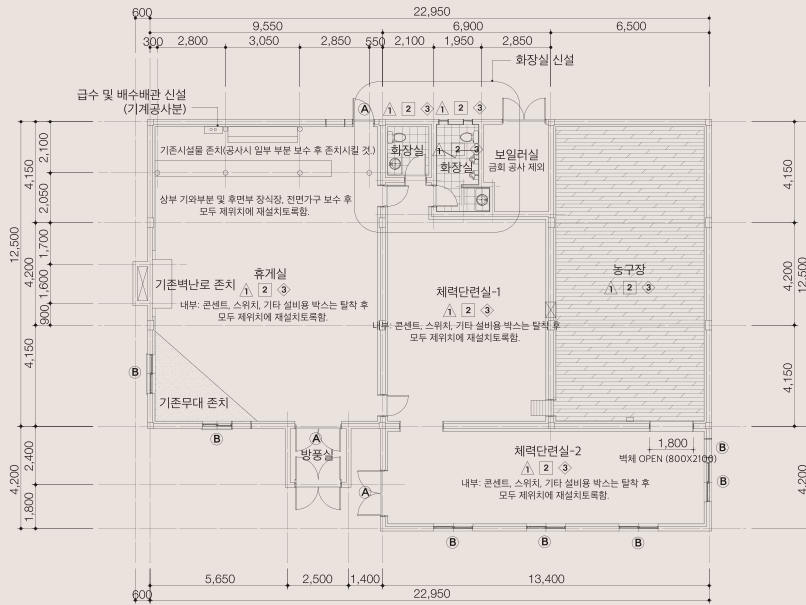 600
22,950
9,550
6,900
6,500
300
2,800
3,050
2,850
550
2,100
1,950
2,850
화장실 신설
급수 및 배수배관 신설
(기계공사분)
A
1 2 3
1 2 3
기존시설물 존치(공사시 일부 부분 보수 후 존치시킬 것.)
화장실
1 2 3
화장실
보일러실
금회 공사 제외
상부 기와부분 및 후면부 장식장, 전면가구 보수 후
모두 제위치에 재설치토록함.
휴게실
기존벽난로 존치
1 2 3
내부: 콘센트, 스위치, 기타 설비용 박스는 탈착 후
모두 제위치에 재설치토록함.
체력단련실-1
1 2 3
내부: 콘센트, 스위치, 기타 설비용 박스는 탈착 후
모두 제위치에 재설치토록함.
농구장
1 2 3
B
기존무대 존치
B
A
방풍실
A
체력단련실-2
1 2 3
내부: 콘센트, 스위치, 기타 설비용 박스는 탈착 후
모두 제위치에 재설치토록함.
1,800
벽체 OPEN (800X2100)
B
B
B
B
B
12,500
4,200
4,150
4,200
4,150
2,100
2,050
1,700
1,600
900
2,400
1,800
4,150
4,200
4,150
12,500
4,200
5,650
2,500
1,400
13,400
600
22,950